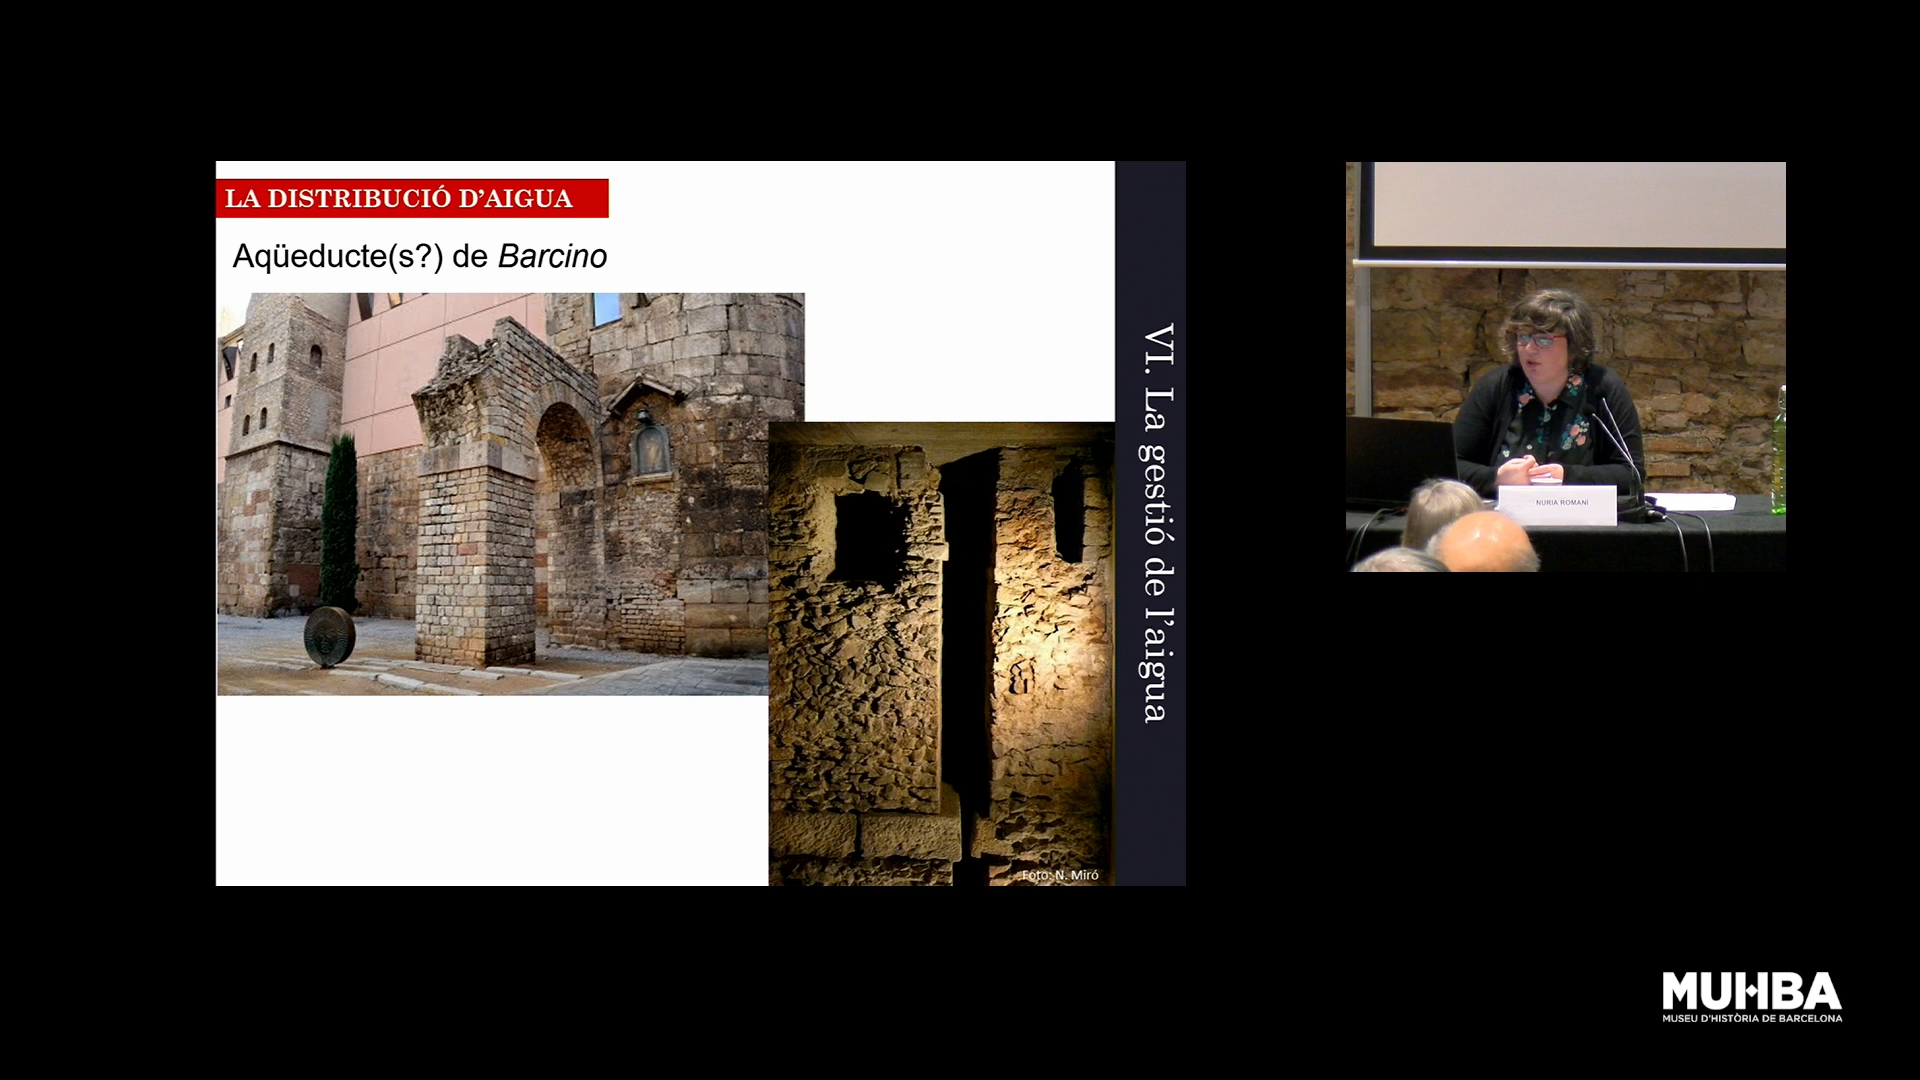 LA DISTRIBUCIÓ D'AIGUA
Aqüeducte(s?) de Barcino
VI. La gestió de l'aigua
Foto: N. Miró
NURIA ROMANÍ
MUHBA
MUSEU D'HISTÒRIA DE BARCELONA